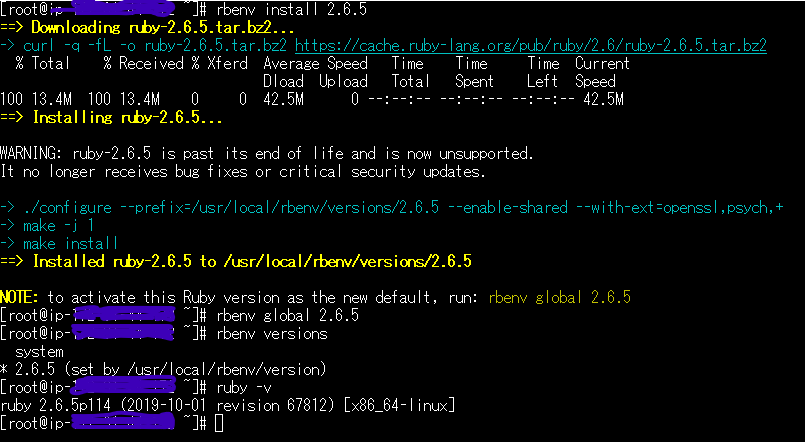 [root@ip- ~]# rbenv install 2.6.5
==> Downloading ruby-2.6.5.tar.bz2...
-> curl -q -fL -o ruby-2.6.5.tar.bz2 https://cache.ruby-lang.org/pub/ruby/2.6/ruby-2.6.5.tar.bz2
% Total % Received % Xferd Average Speed Time Time Time Current
Dload Upload Total Spent Left Speed
100 13.4M 100 13.4M 0 0 42.5M 0 --:--:-- --:--:-- --:--:-- 42.5M
==> Installing ruby-2.6.5...
WARNING: ruby-2.6.5 is past its end of life and is now unsupported.
It no longer receives bug fixes or critical security updates.
-> ./configure --prefix=/usr/local/rbenv/versions/2.6.5 --enable-shared --with-ext=openssl,psych,+
-> make -j 1
-> make install
==> Installed ruby-2.6.5 to /usr/local/rbenv/versions/2.6.5
NOTE: to activate this Ruby version as the new default, run: rbenv global 2.6.5
[root@ip- ~]# rbenv global 2.6.5
[root@ip- ~]# rbenv versions
system
* 2.6.5 (set by /usr/local/rbenv/version)
[root@ip- ~]# ruby -v
ruby 2.6.5p114 (2019-10-01 revision 67812) [x86_64-linux]
[root@ip- ~]#